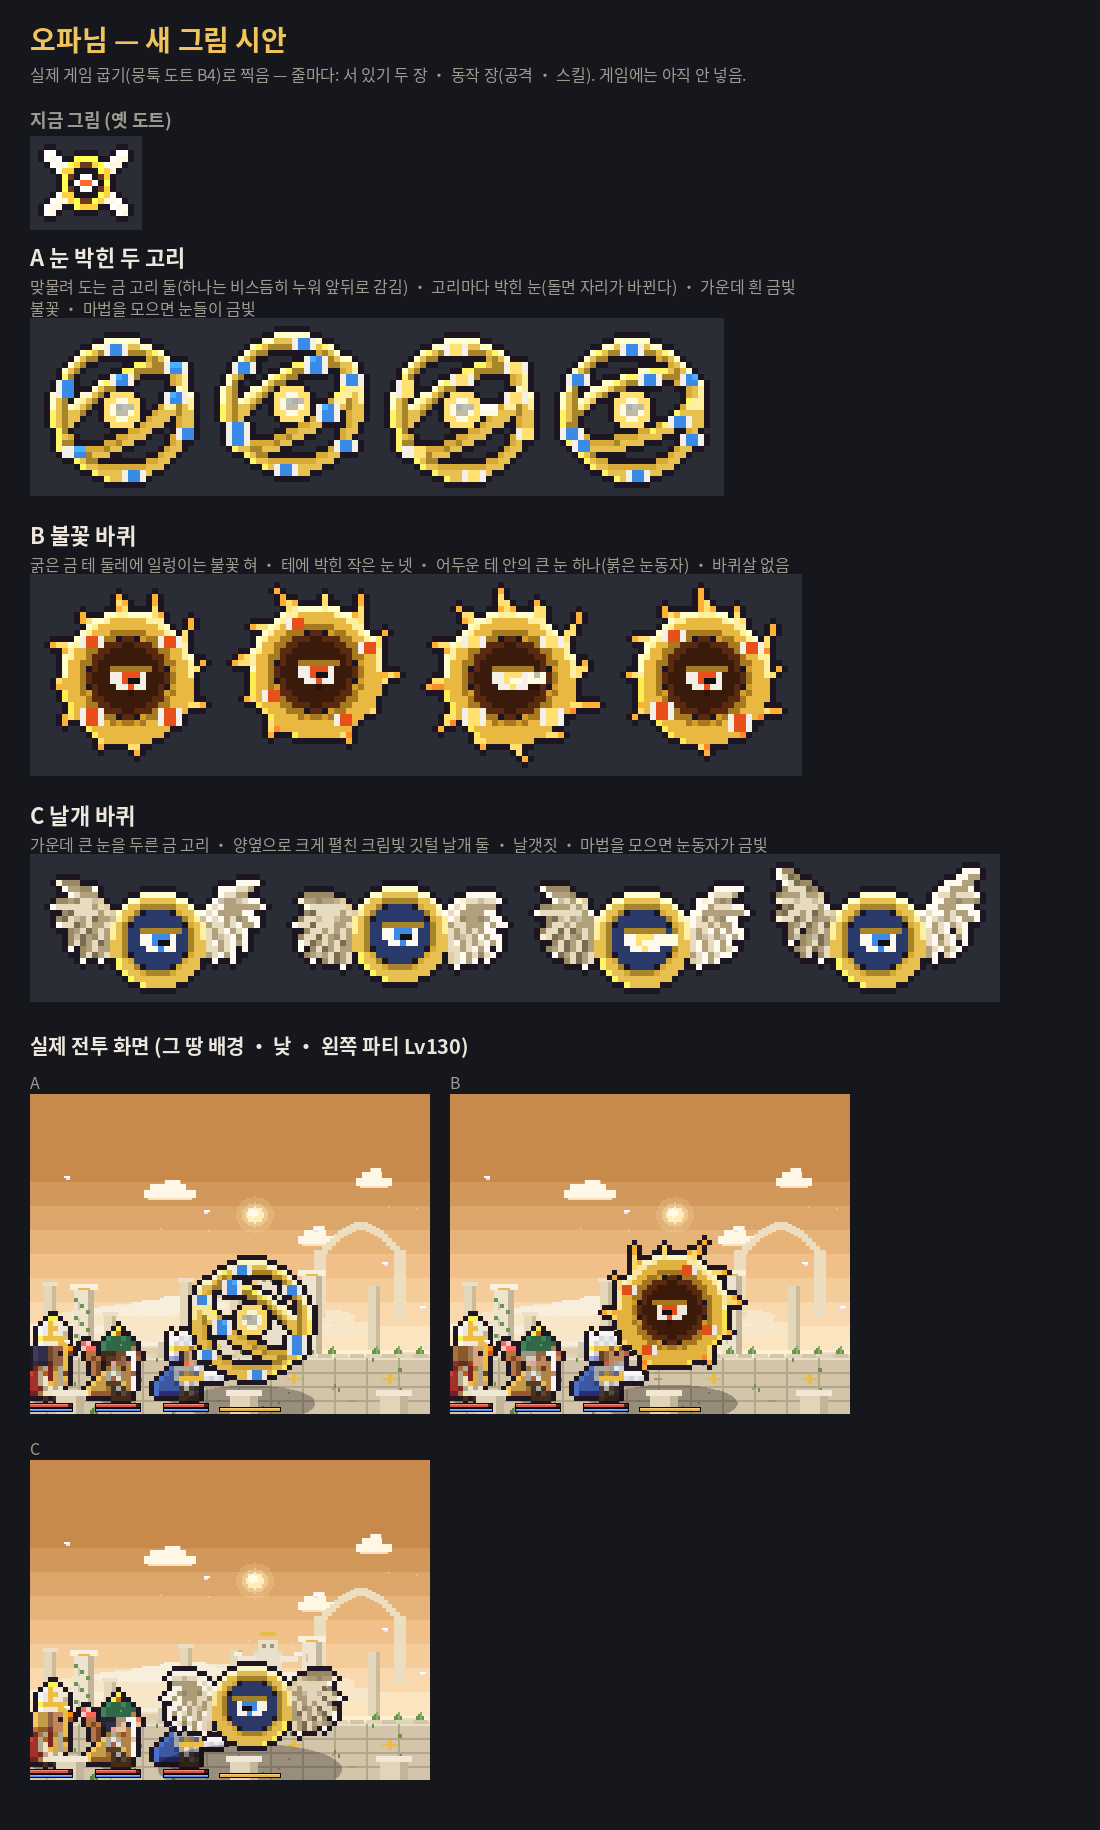 오파님 — 새 그림 시안
실제 게임 굽기(뭉툭 도트 B4)로 찍음 — 줄마다: 서 있기 두 장 · 동작 장(공격 · 스킬). 게임에는 아직 안 넣음.
지금 그림 (옛 도트)
A 눈 박힌 두 고리
맞물려 도는 금 고리 둘(하나는 비스듬히 누워 앞뒤로 감김) · 고리마다 박힌 눈(돌면 자리가 바뀐다) · 가운데 흰 금빛
불꽃 · 마법을 모으면 눈들이 금빛
B 불꽃 바퀴
굵은 금 테 둘레에 일렁이는 불꽃 혀 · 테에 박힌 작은 눈 넷 · 어두운 테 안의 큰 눈 하나(붉은 눈동자) · 바퀴살 없음
C 날개 바퀴
가운데 큰 눈을 두른 금 고리 · 양옆으로 크게 펼친 크림빛 깃털 날개 둘 · 날갯짓 · 마법을 모으면 눈동자가 금빛
실제 전투 화면 (그 땅 배경 · 낮 · 왼쪽 파티 Lv130)
A
B
C